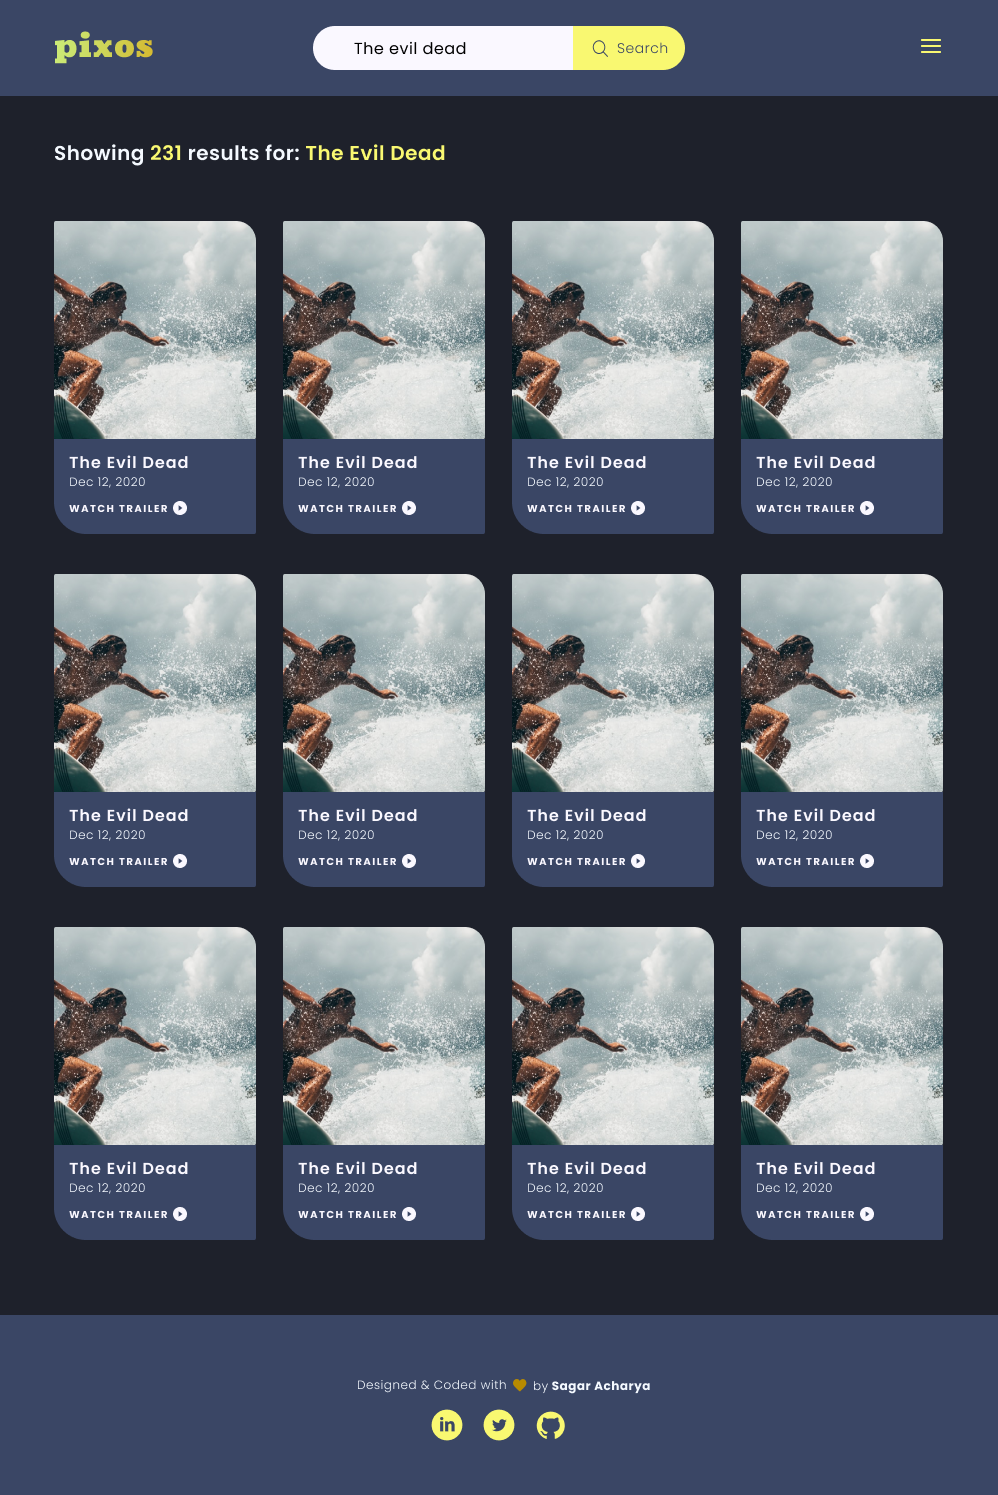 pixos
The evil dead
Search
Showing 231 results for: The Evil Dead
The Evil Dead
Dec 12, 2020
WATCH TRAILER
The Evil Dead
Dec 12, 2020
WATCH TRAILER
The Evil Dead
Dec 12, 2020
WATCH TRAILER
The Evil Dead
Dec 12, 2020
WATCH TRAILER
The Evil Dead
Dec 12, 2020
WATCH TRAILER
The Evil Dead
Dec 12, 2020
WATCH TRAILER
The Evil Dead
Dec 12, 2020
WATCH TRAILER
The Evil Dead
Dec 12, 2020
WATCH TRAILER
The Evil Dead
Dec 12, 2020
WATCH TRAILER
The Evil Dead
Dec 12, 2020
WATCH TRAILER
The Evil Dead
Dec 12, 2020
WATCH TRAILER
The Evil Dead
Dec 12, 2020
WATCH TRAILER
Designed & Coded with by Sagar Acharya
in